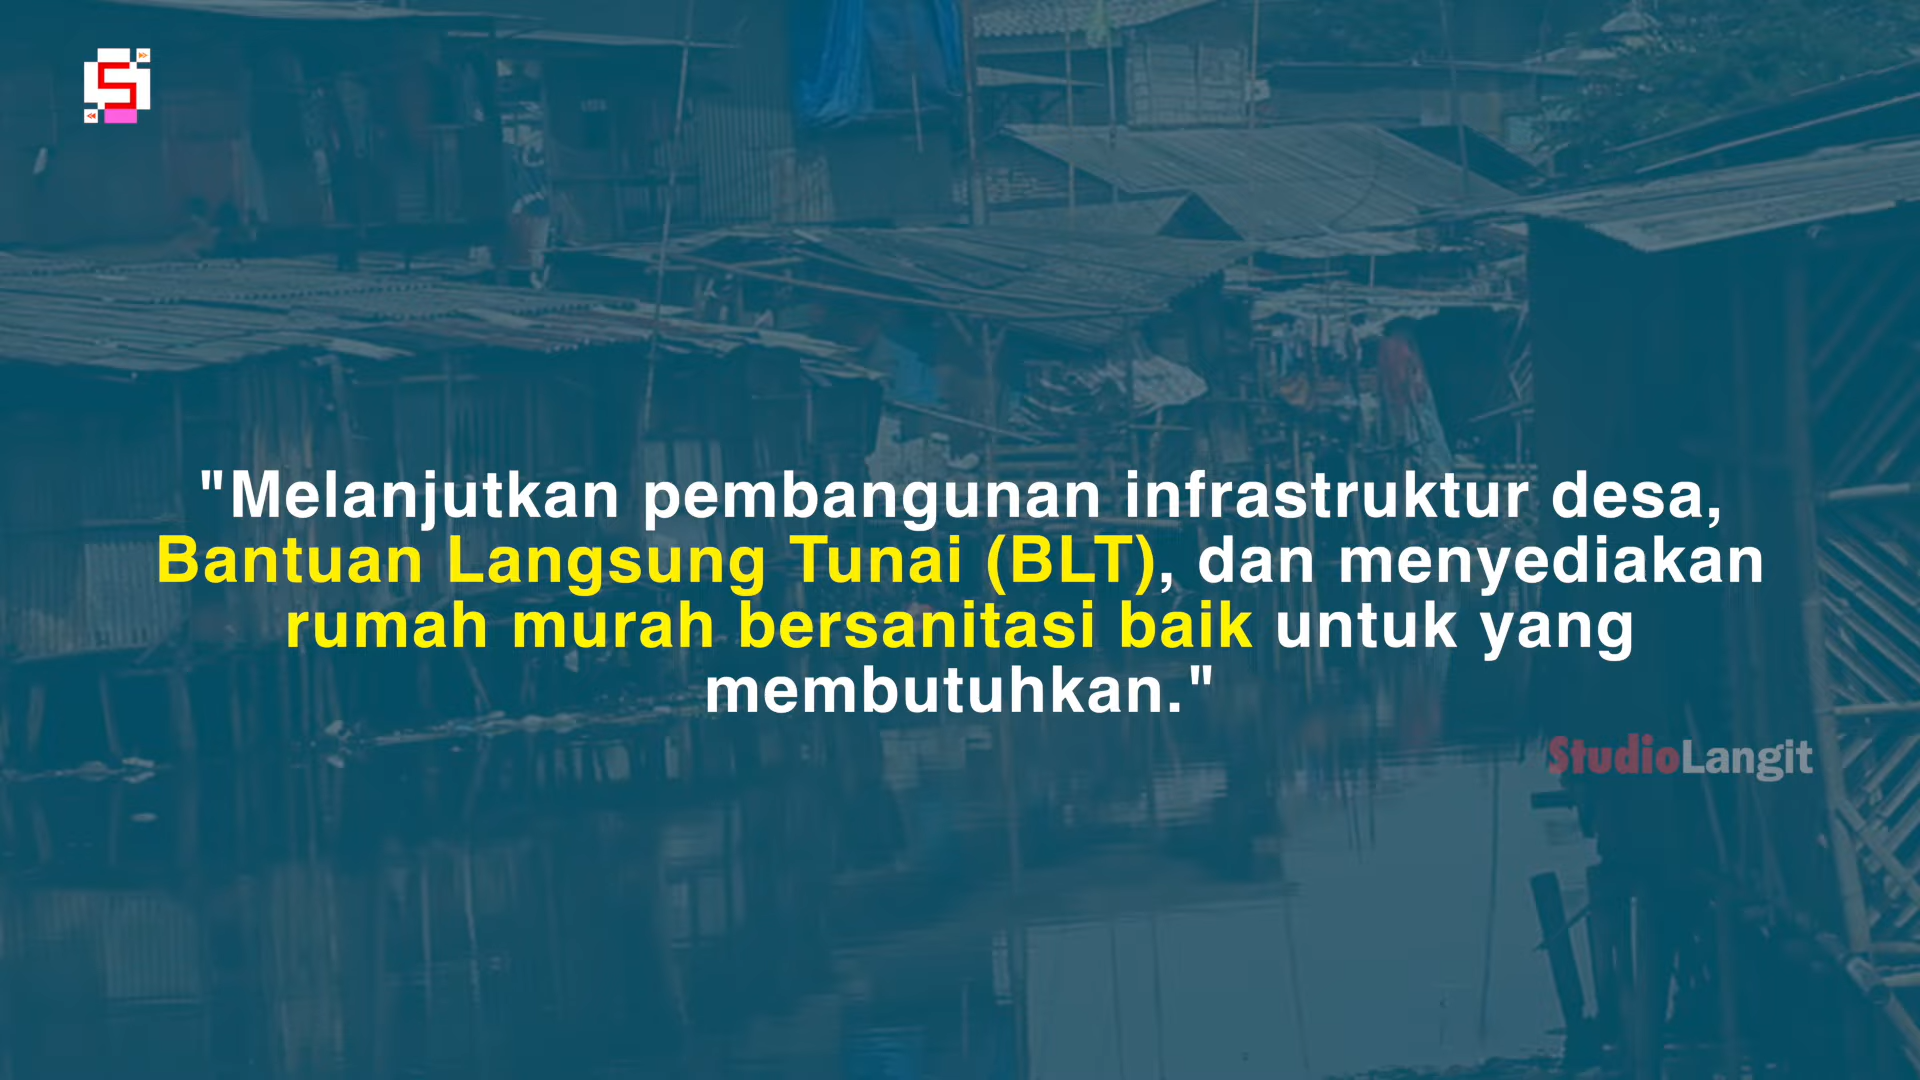 S
"Melanjutkan pembangunan infrastruktur desa,
Bantuan Langsung Tunai (BLT), dan menyediakan
rumah murah bersanitasi baik untuk yang
membutuhkan."
StudioLangit